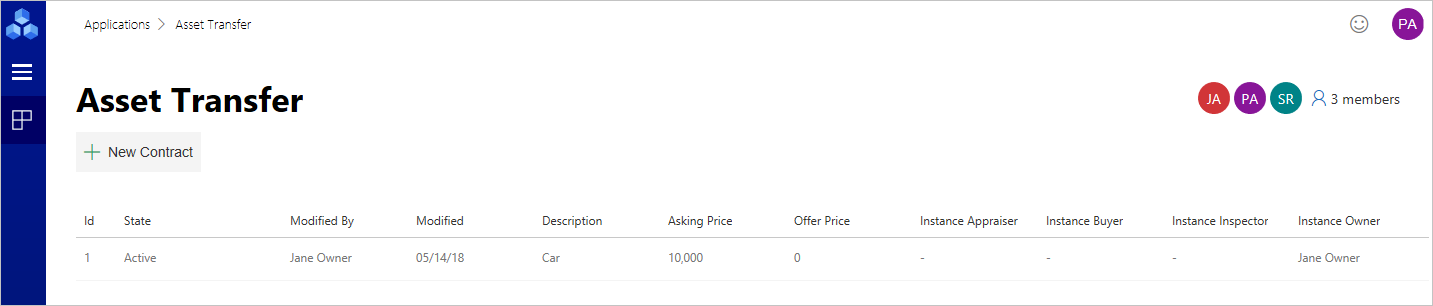 Applications > Asset Transfer
PA
Asset Transfer
JA PA SR 3 members
New Contract
Id State Modified By Modified Description Asking Price Offer Price Instance Appraiser Instance Buyer Instance Inspector Instance Owner
1 Active Jane Owner 05/14/18 Car 10,000 0 - - - Jane Owner